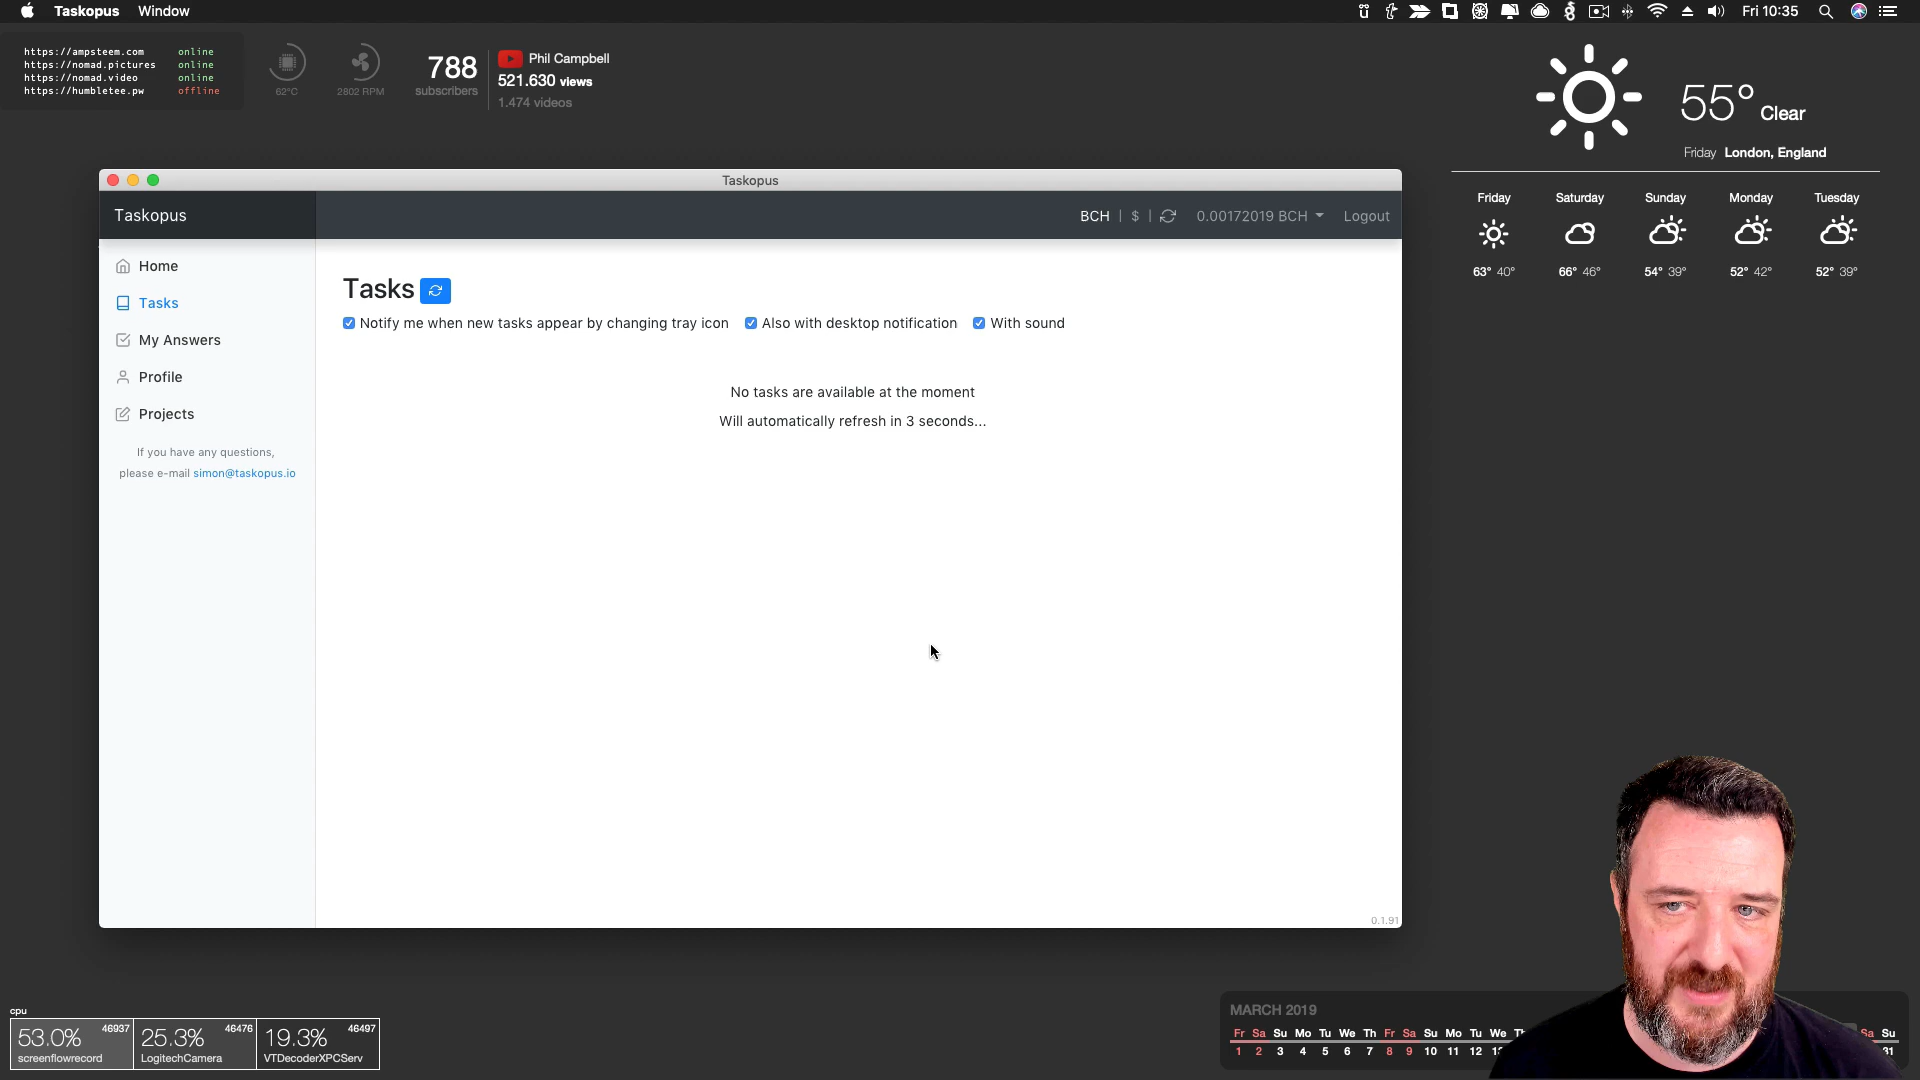 Taskopus Window
Fri 10:35
https://ampsteem.com online
https://nomad.pictures online
https://nomad.video online
https://humbletee.pw offline
62°C
2802 RPM
788
subscribers
Phil Campbell
521.630 views
1.474 videos
55° Clear
Friday London, England
Friday Saturday Sunday Monday Tuesday
63° 40° 66° 46° 54° 39° 52° 42° 52° 39°
Taskopus
Taskopus
BCH | $ | 0.00172019 BCH Logout
Home
Tasks
My Answers
Profile
Projects
If you have any questions,
please e-mail simon@taskopus.io
Tasks
Notify me when new tasks appear by changing tray icon Also with desktop notification With sound
No tasks are available at the moment
Will automatically refresh in 3 seconds...
0.1.91
cpu
53.0% 46937 25.3% 46476 19.3% 46497
screenflowrecord LogitechCamera VTDecoderXPCServ
MARCH 2019
Fr Sa Su Mo Tu We Th Fr Sa Su Mo Tu We Sa Su
1 2 3 4 5 6 7 8 9 10 11 12 31